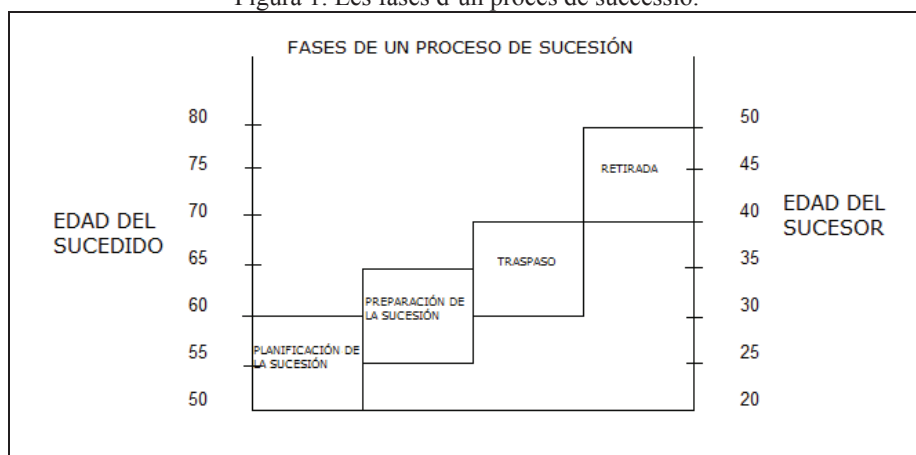 Figura 1. Les fases d'un procés de successió.
FASES DE UN PROCESO DE SUCESIÓN
80
75
70
65
60
55
50
EDAD DEL
SUCEDIDO
PLANIFICACIÓN DE
LA SUCESIÓN
PREPARACIÓN DE
LA SUCESIÓN
TRASPASO
RETIRADA
50
45
40
35
30
25
20
EDAD DEL
SUCESOR